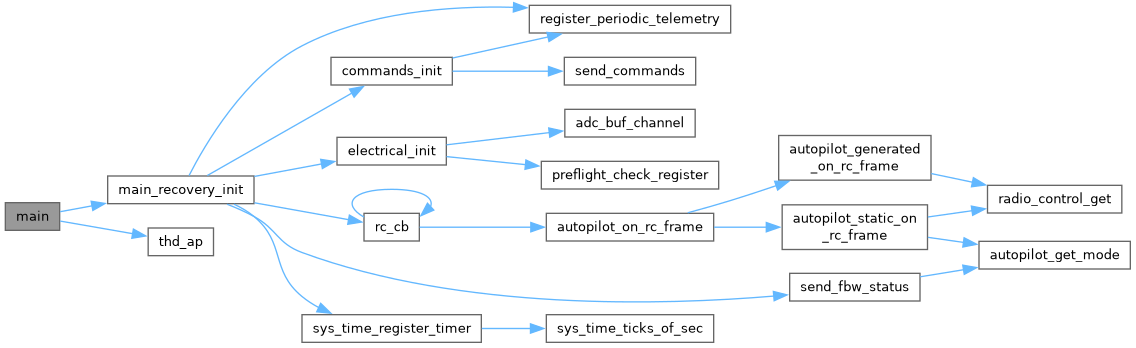 register_periodic_telemetry
commands_init
send_commands
adc_buf_channel
electrical_init
autopilot_generated
_on_rc_frame
preflight_check_register
main_recovery_init
radio_control_get
main
rc_cb
autopilot_on_rc_frame
autopilot_static_on
_rc_frame
thd_ap
autopilot_get_mode
send_fbw_status
sys_time_register_timer
sys_time_ticks_of_sec